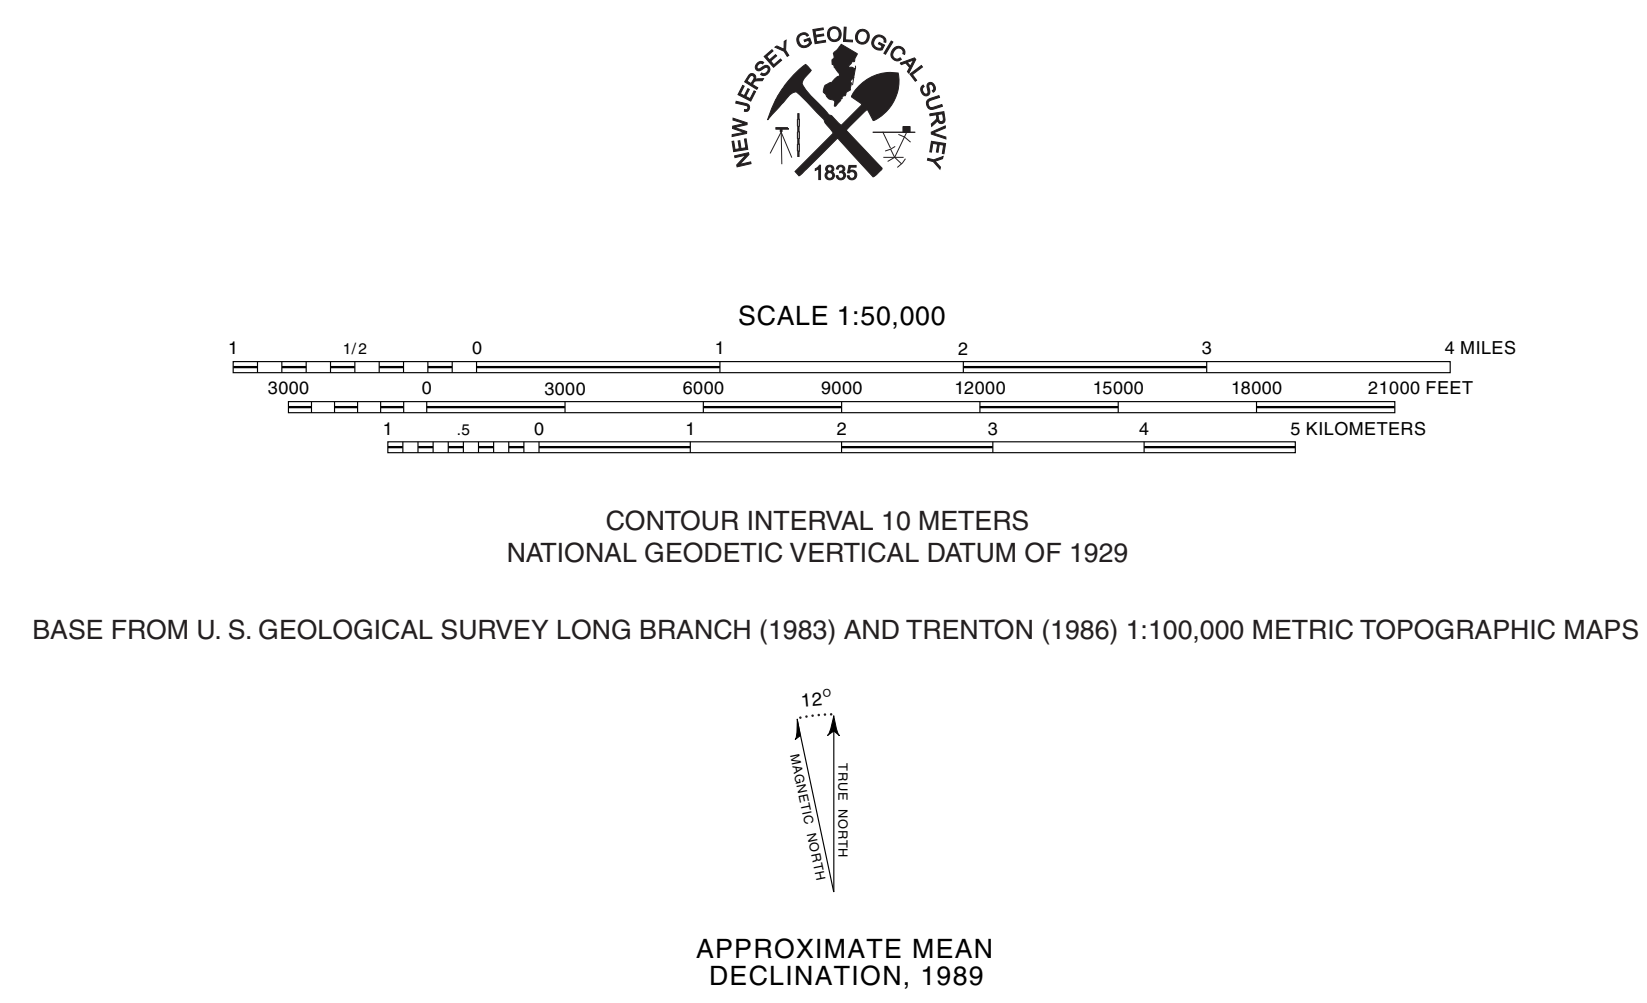 NEW JERSEY GEOLOGICAL SURVEY
1835
SCALE 1:50,000
1 1/2 0 1 2 3 4 MILES
3000 0 3000 6000 9000 12000 15000 18000 21000 FEET
1 .5 0 1 2 3 4 5 KILOMETERS
CONTOUR INTERVAL 10 METERS
NATIONAL GEODETIC VERTICAL DATUM OF 1929
BASE FROM U. S. GEOLOGICAL SURVEY LONG BRANCH (1983) AND TRENTON (1986) 1:100,000 METRIC TOPOGRAPHIC MAPS
12°
MAGNETIC NORTH
TRUE NORTH
APPROXIMATE MEAN
DECLINATION, 1989